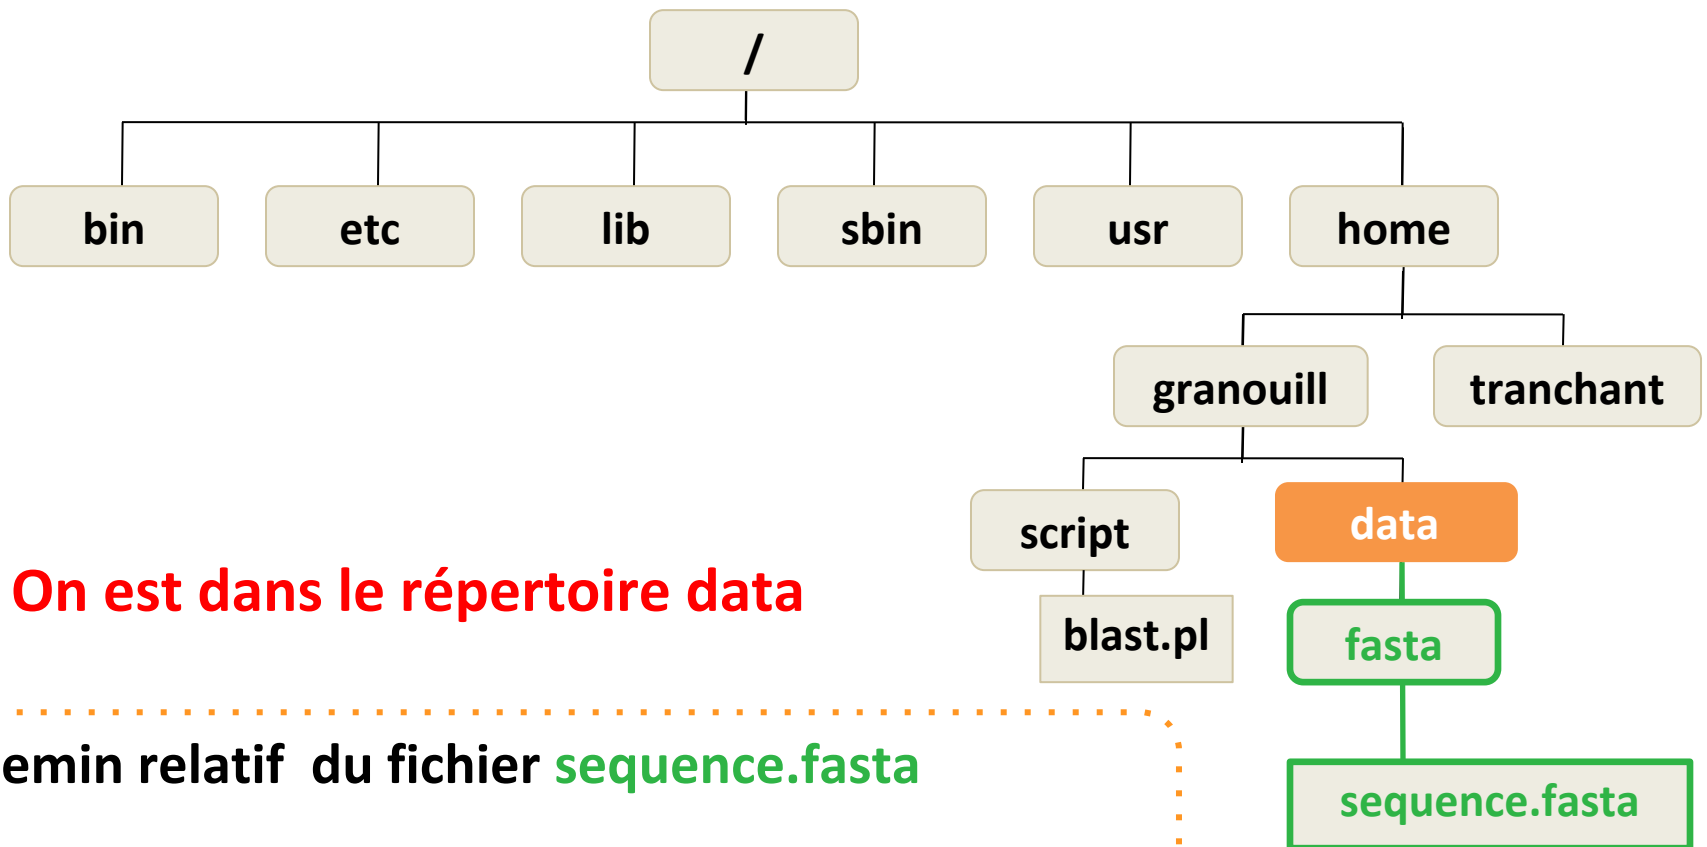 /
bin etc lib sbin usr home
granouill tranchant
script data
On est dans le répertoire data
blast.pl fasta
emin relatif du fichier sequence.fasta
sequence.fasta